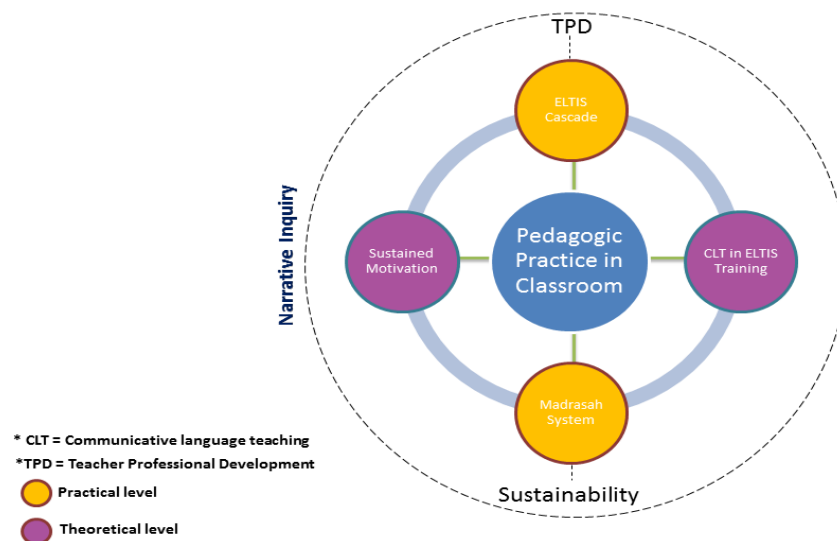 TPD
ELTIS
Cascade
Narrative Inquiry
Sustained
Motivation
Pedagogic
Practice in
Classroom
CLT in ELTIS
Training
Madrasah
System
Sustainability
* CLT = Communicative language teaching
*TPD = Teacher Professional Development
Practical level
Theoretical level